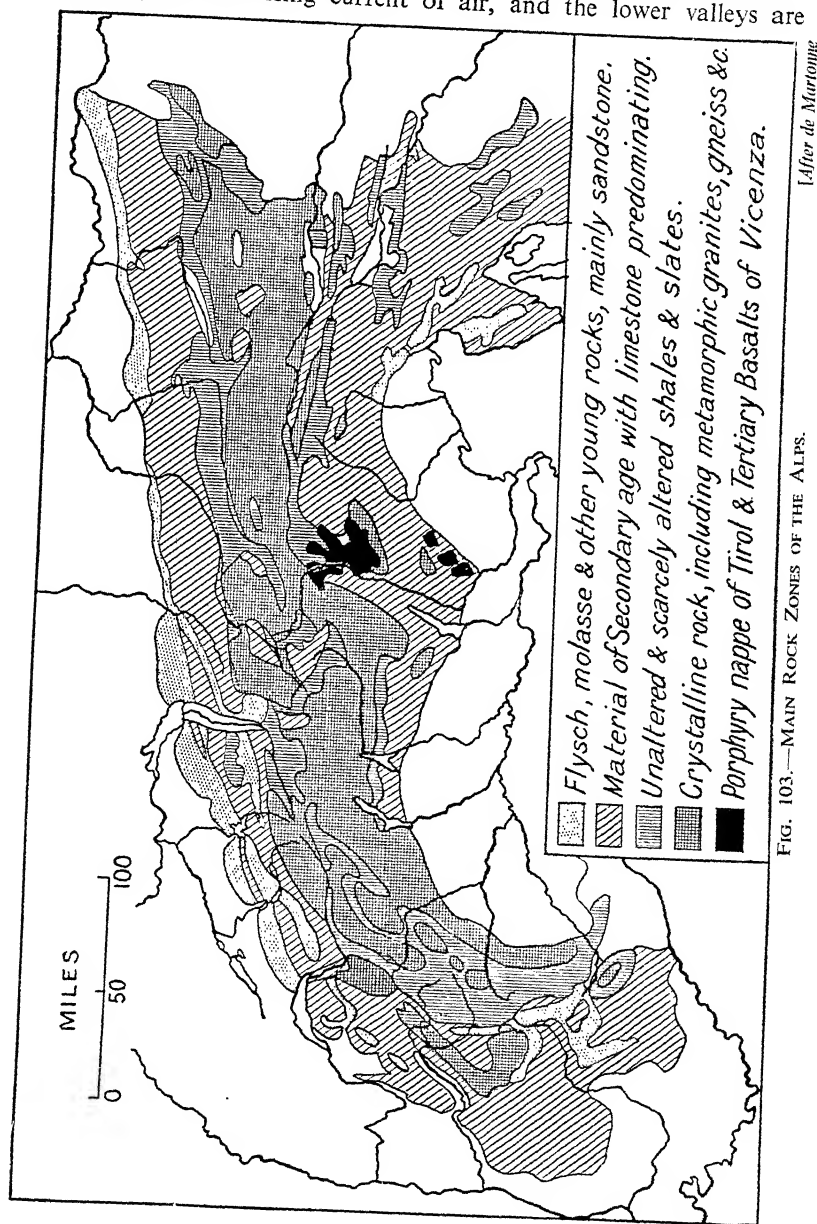 current of air, and the lower valleys are
MILES
0 50 100
Flysch, molasse & other young rocks, mainly sandstone.
Material of Secondary age with limestone predominating.
Unaltered & scarcely altered shales & slates.
Crystalline rock, including metamorphic granites, gneiss &c.
Porphyry nappe of Tirol & Tertiary Basalts of Vicenza.
[After de Martonne
FIG. 103.—MAIN ROCK ZONES OF THE ALPS.